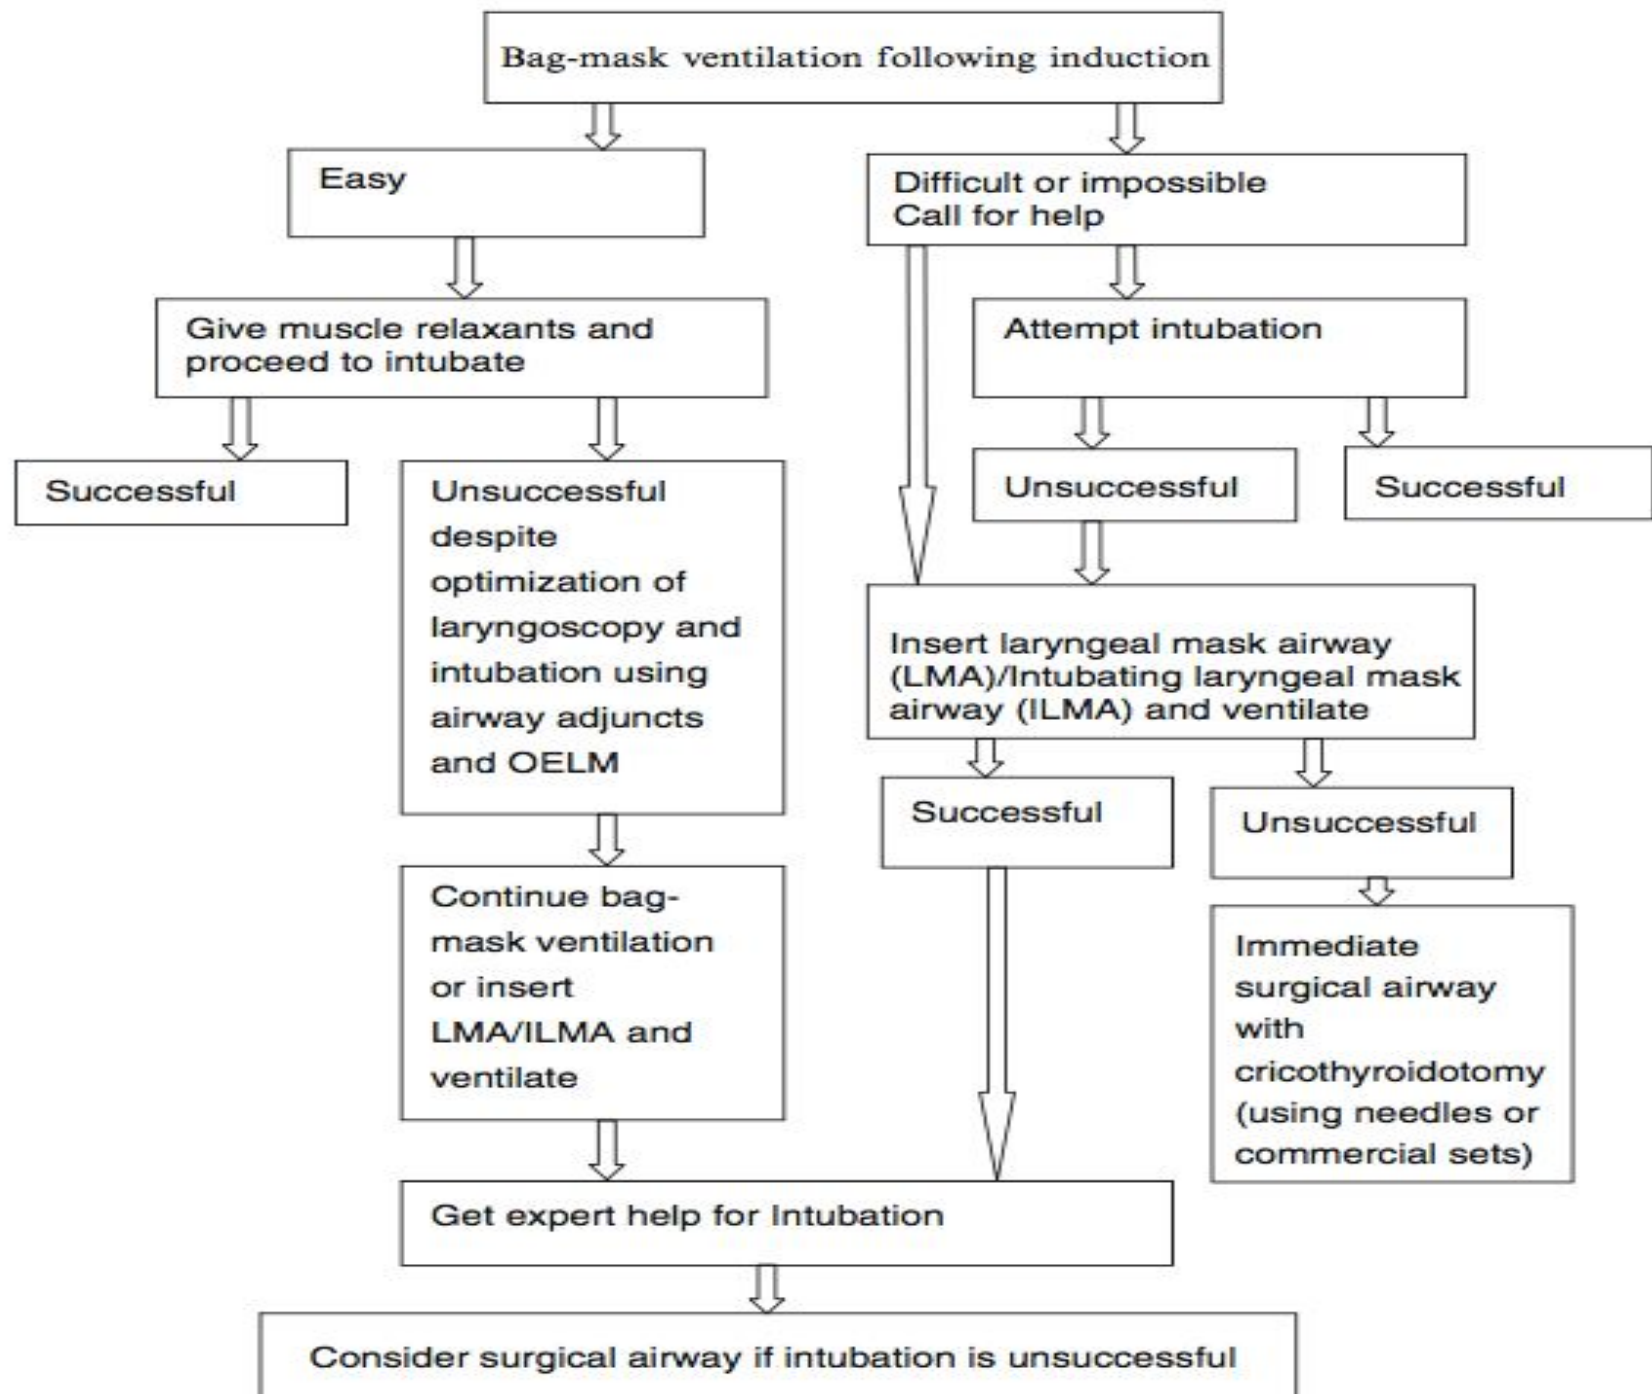 Bag-mask ventilation following induction
Easy
Difficult or impossible
Call for help
Give muscle relaxants and
proceed to intubate
Attempt intubation
Successful
Unsuccessful
despite
optimization of
laryngoscopy and
intubation using
airway adjuncts
and OELM
Unsuccessful
Successful
Insert laryngeal mask airway
(LMA)/Intubating laryngeal mask
airway (ILMA) and ventilate
Successful
Unsuccessful
Continue bag-
mask ventilation
or insert
LMA/ILMA and
ventilate
Immediate
surgical airway
with
cricothyroidotomy
(using needles or
commercial sets)
Get expert help for Intubation
Consider surgical airway if intubation is unsuccessful